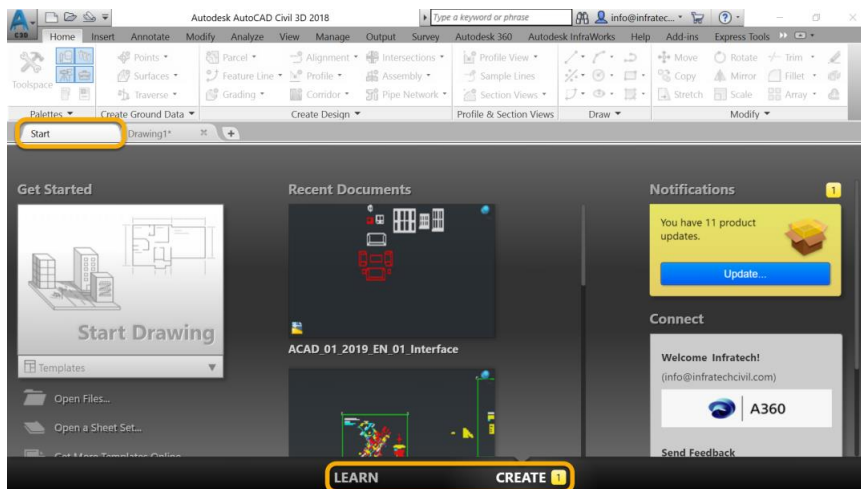 A
C3D
Autodesk AutoCAD Civil 3D 2018
Type a keyword or phrase
info@infratec...
Home Insert Annotate Modify Analyze View Manage Output Survey Autodesk 360 Autodesk InfraWorks Help Add-ins Express Tools
Toolspace
Points
Surfaces
Traverse
Parcel
Feature Line
Grading
Alignment
Profile
Corridor
Intersections
Assembly
Pipe Network
Profile View
Sample Lines
Section Views
Move
Copy
Stretch
Rotate
Mirror
Scale
Trim
Fillet
Array
Palettes Create Ground Data Create Design Profile & Section Views Draw Modify
Start Drawing1* +
Get Started
Start Drawing
Templates
Open Files...
Open a Sheet Set...
Get More Templates Online
Recent Documents
ACAD_01_2019_EN_01_Interface
Notifications 1
You have 11 product
updates.
Update...
Connect
Welcome Infratech!
(info@infratechcivil.com)
A360
Send Feedback
LEARN CREATE 1